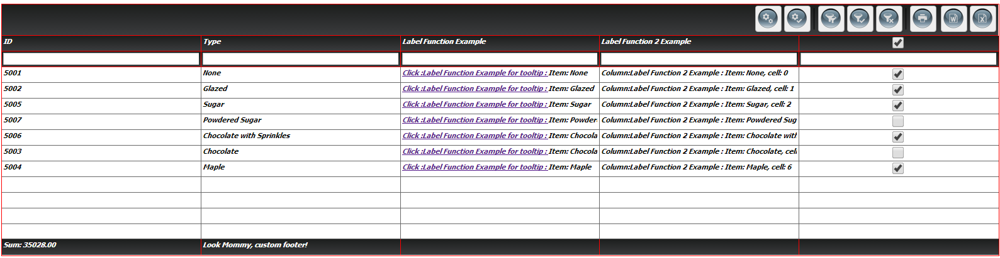 ID Type Label Function Example Label Function 2 Example
5001 None Click :Label Function Example for tooltip : Item: None Column:Label Function 2 Example : Item: None, cell: 0
5002 Glazed Click :Label Function Example for tooltip : Item: Glazed Column:Label Function 2 Example : Item: Glazed, cell: 1
5005 Sugar Click :Label Function Example for tooltip : Item: Sugar Column:Label Function 2 Example : Item: Sugar, cell: 2
5007 Powdered Sugar Click :Label Function Example for tooltip : Item: Powder Column:Label Function 2 Example : Item: Powdered Sug
5006 Chocolate with Sprinkles Click :Label Function Example for tooltip : Item: Chocola Column:Label Function 2 Example : Item: Chocolate with
5003 Chocolate Click :Label Function Example for tooltip : Item: Chocola Column:Label Function 2 Example : Item: Chocolate, cell
5004 Maple Click :Label Function Example for tooltip : Item: Maple Column:Label Function 2 Example : Item: Maple, cell: 6
Sum: 35028.00 Look Mommy, custom footer!